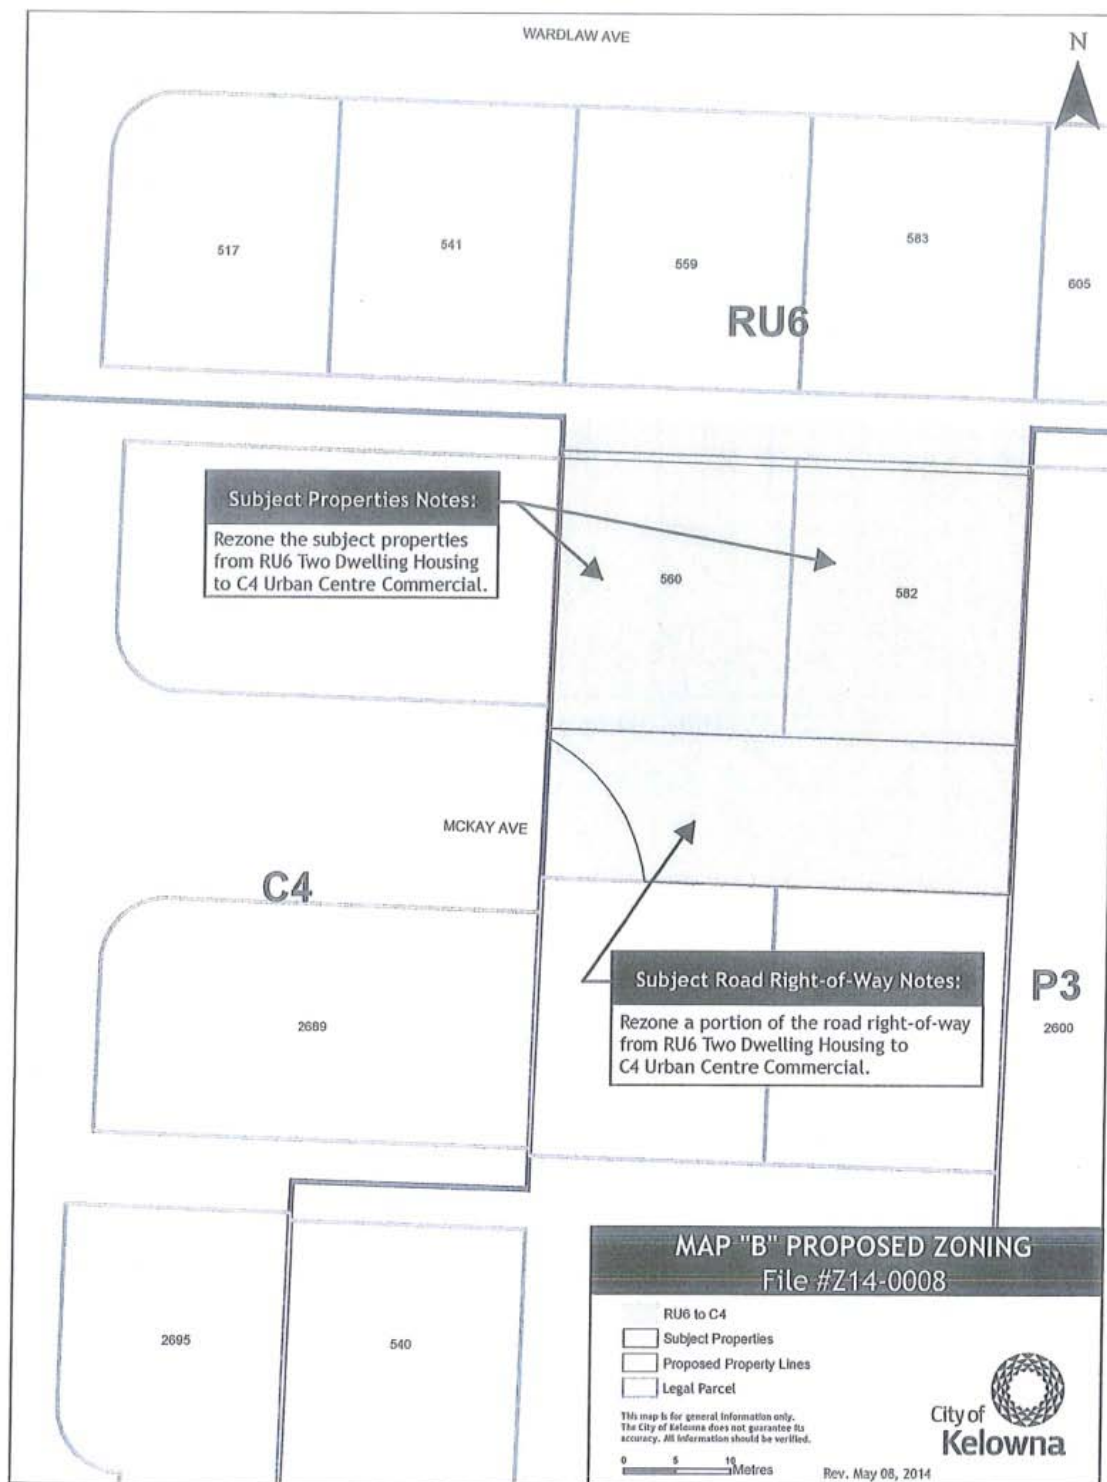 WARDLAW AVE
N
517
541
559
583
605
RU6
Subject Properties Notes:
Rezone the subject properties
from RU6 Two Dwelling Housing
to C4 Urban Centre Commercial.
560
582
MCKAY AVE
C4
Subject Road Right-of-Way Notes:
Rezone a portion of the road right-of-way
from RU6 Two Dwelling Housing to
C4 Urban Centre Commercial.
P3
2600
2689
2695
540
MAP "B" PROPOSED ZONING
File #Z14-0008
RU6 to C4
Subject Properties
Proposed Property Lines
Legal Parcel
This map is for general information only.
The City of Kelowna does not guarantee its
accuracy. All information should be verified.
0 5 10
Metres
Rev. May 08, 2014
City of
Kelowna